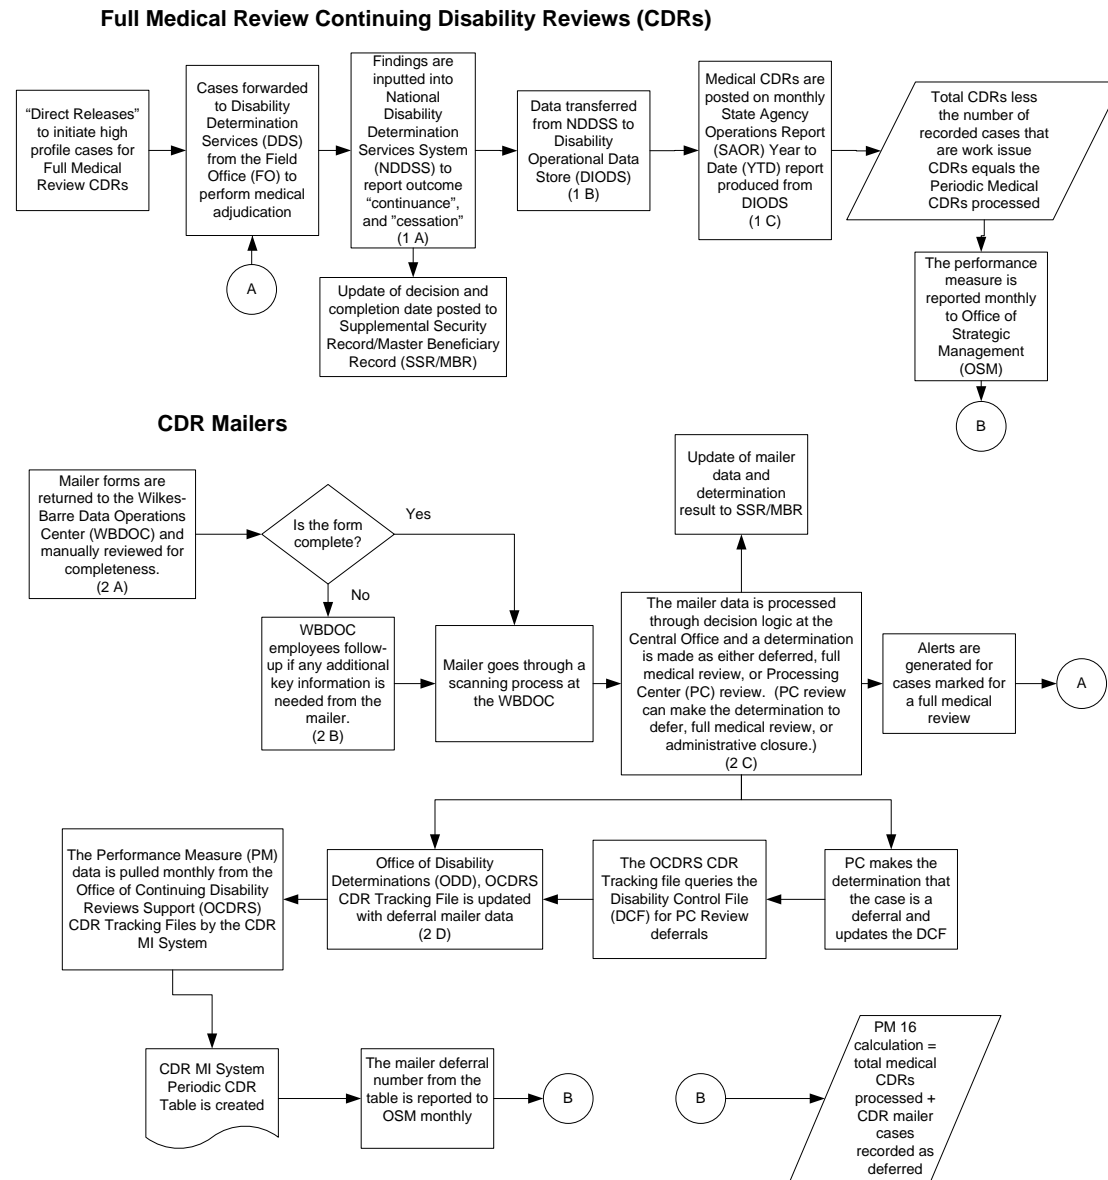 Full Medical Review Continuing Disability Reviews (CDRs)
“Direct Releases”
to initiate high
profile cases for
Full Medical
Review CDRs
Cases forwarded
to Disability
Determination
Services (DDS)
from the Field
Office (FO) to
perform medical
adjudication
A
Findings are
inputted into
National
Disability
Determination
Services System
(NDDSS) to
report outcome
“continuance”,
and ”cessation”
(1 A)
Update of decision and
completion date posted to
Supplemental Security
Record/Master Beneficiary
Record (SSR/MBR)
Data transferred
from NDDSS to
Disability
Operational Data
Store (DIODS)
(1 B)
Medical CDRs are
posted on monthly
State Agency
Operations Report
(SAOR) Year to
Date (YTD) report
produced from
DIODS
(1 C)
Total CDRs less
the number of
recorded cases that
are work issue
CDRs equals the
Periodic Medical
CDRs processed
The performance
measure is
reported monthly
to Office of
Strategic
Management
(OSM)
B
CDR Mailers
Mailer forms are
returned to the Wilkes-
Barre Data Operations
Center (WBDOC) and
manually reviewed for
completeness.
(2 A)
Is the form
complete?
Yes
No
WBDOC
employees follow-
up if any additional
key information is
needed from the
mailer.
(2 B)
Mailer goes through a
scanning process at
the WBDOC
Update of mailer
data and
determination
result to SSR/MBR
The mailer data is processed
through decision logic at the
Central Office and a determination
is made as either deferred, full
medical review, or Processing
Center (PC) review.  (PC review
can make the determination to
defer, full medical review, or
administrative closure.)
(2 C)
Alerts are
generated for
cases marked for
a full medical
review
A
The Performance Measure (PM)
data is pulled monthly from the
Office of Continuing Disability
Reviews Support (OCDRS)
CDR Tracking Files by the CDR
MI System
Office of Disability
Determinations (ODD), OCDRS
CDR Tracking File is updated
with deferral mailer data
(2 D)
The OCDRS CDR
Tracking file queries the
Disability Control File
(DCF) for PC Review
deferrals
PC makes the
determination that
the case is a
deferral and
updates the DCF
CDR MI System
Periodic CDR
Table is created
The mailer deferral
number from the
table is reported to
OSM monthly
B
B
PM 16
calculation =
total medical
CDRs
processed +
CDR mailer
cases
recorded as
deferred